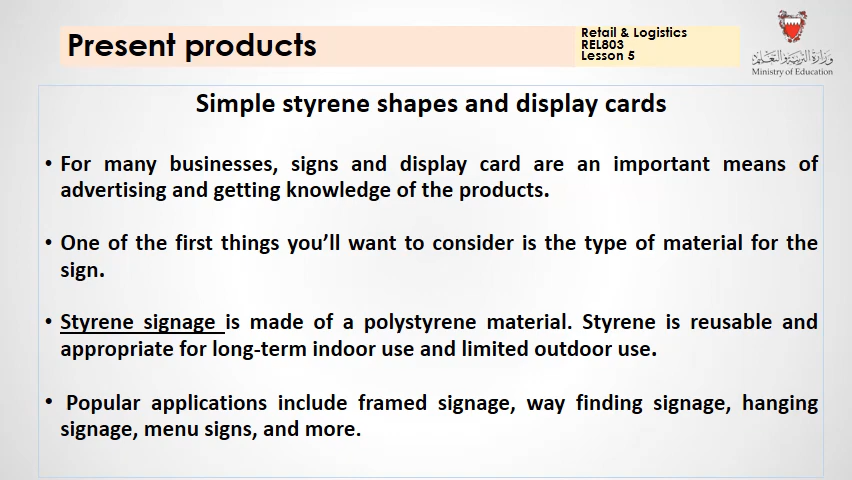 Present products
Retail & Logistics
REL803
Lesson 5
وزارة التربية والتعليم
Ministry of Education
Simple styrene shapes and display cards
• For many businesses, signs and display card are an important means of
advertising and getting knowledge of the products.
• One of the first things you’ll want to consider is the type of material for the
sign.
• Styrene signage is made of a polystyrene material. Styrene is reusable and
appropriate for long-term indoor use and limited outdoor use.
• Popular applications include framed signage, way finding signage, hanging
signage, menu signs, and more.